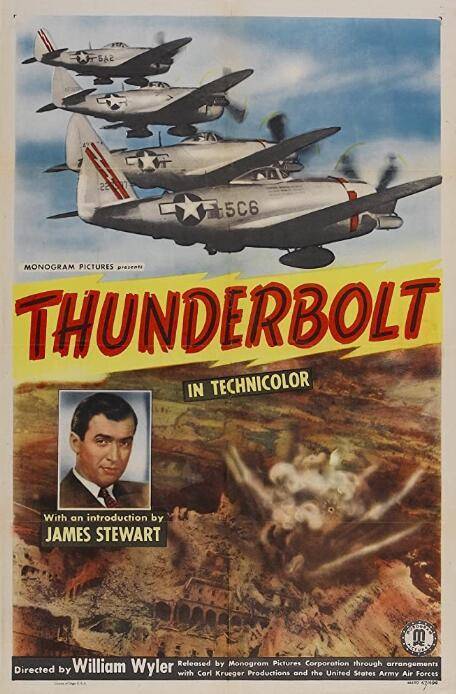 5A2
5C6
MONOGRAM PICTURES presents
THUNDERBOLT
IN TECHNICOLOR
With an introduction by
JAMES STEWART
Directed by William Wyler
Released by Monogram Pictures Corporation through arrangements
with Carl Krueger Productions and the United States Army Air Forces